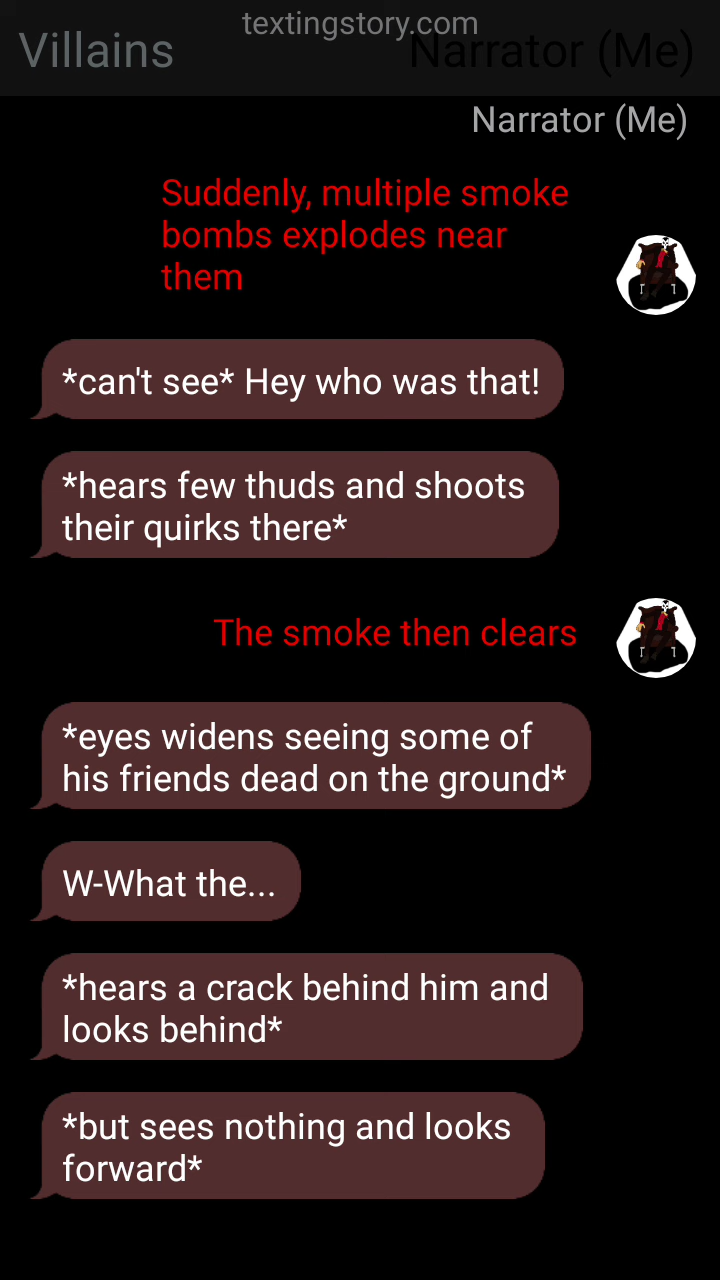 textingstory.com
Villains
Narrator (Me)
Narrator (Me)
Suddenly, multiple smoke
bombs explodes near
them
*can't see* Hey who was that!
*hears few thuds and shoots
their quirks there*
The smoke then clears
*eyes widens seeing some of
his friends dead on the ground*
W-What the...
*hears a crack behind him and
looks behind*
*but sees nothing and looks
forward*